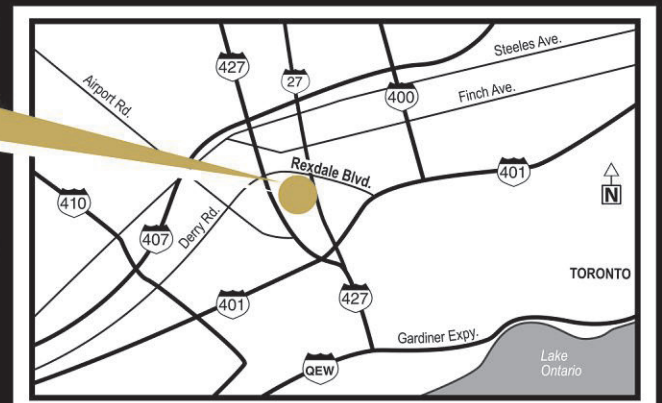 Steeles Ave.
427
27
400
Finch Ave.
Airport Rd.
Rexdale Blvd.
401
N
410
407
Derry Rd.
TORONTO
401
427
Gardiner Expy.
QEW
Lake
Ontario